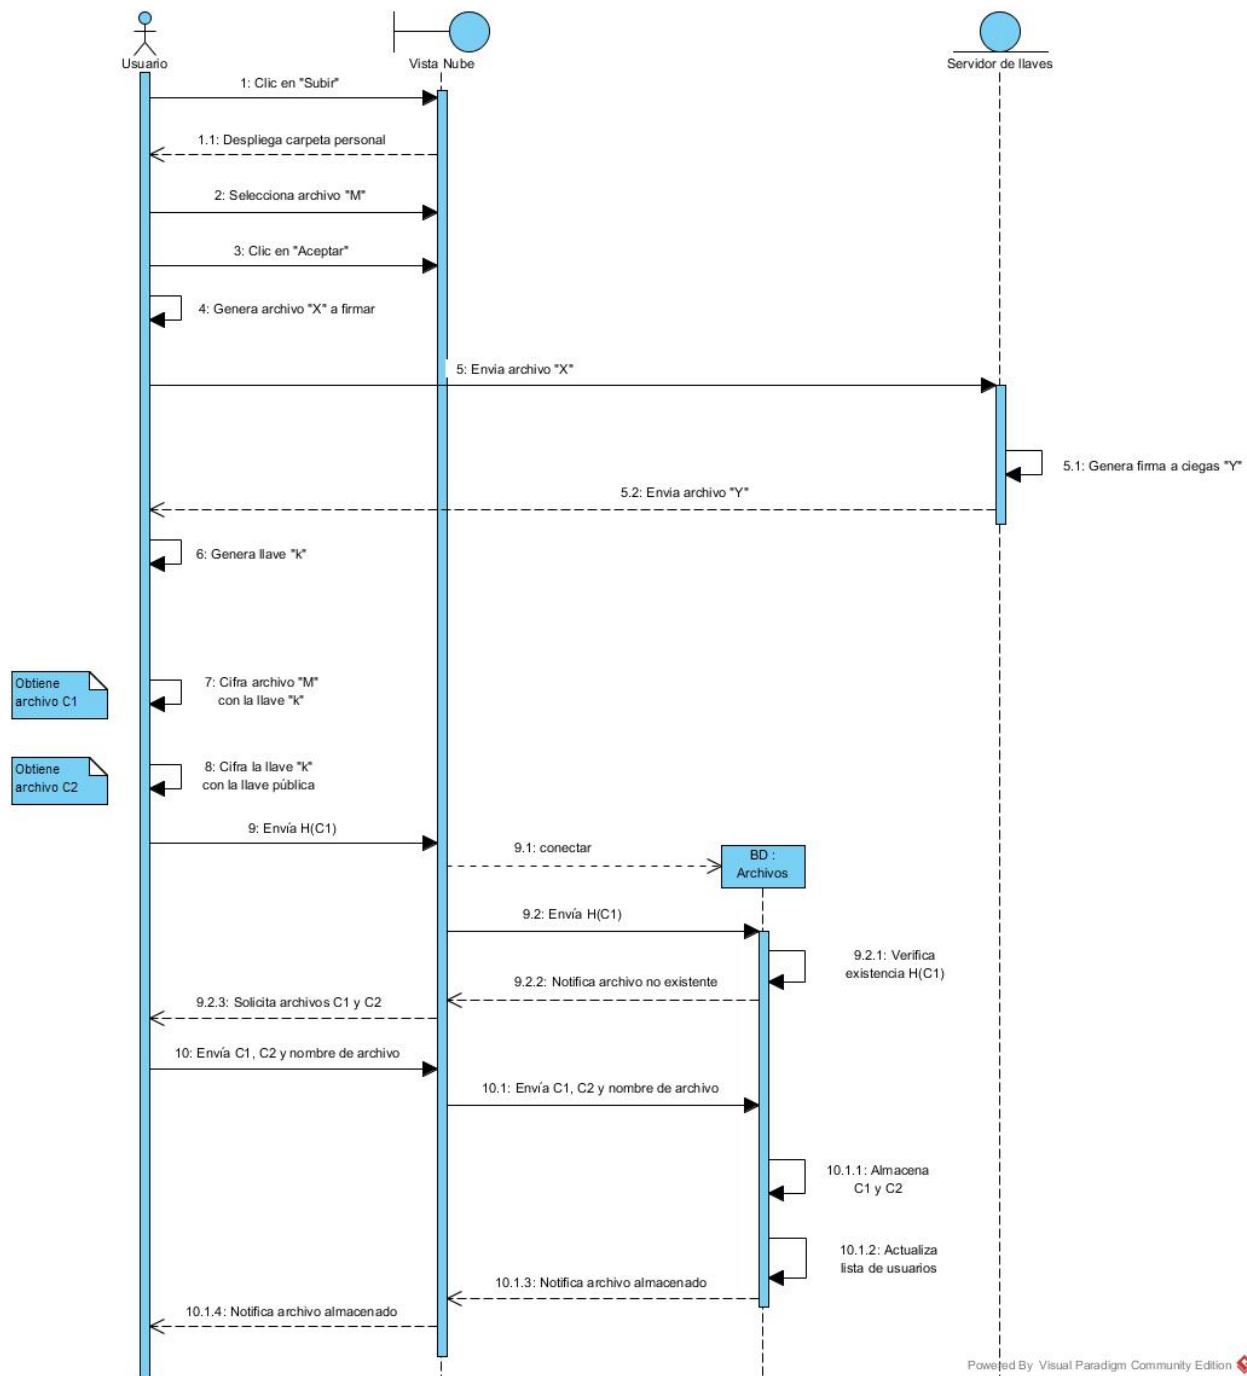 Usuario
Vista Nube
Servidor de llaves
1: Clic en "Subir"
1.1: Despliega carpeta personal
2: Selecciona archivo "M"
3: Clic en "Aceptar"
4: Genera archivo "X" a firmar
5: Envia archivo "X"
5.1: Genera firma a ciegas "Y"
5.2: Envia archivo "Y"
6: Genera llave "k"
Obtiene
archivo C1
7: Cifra archivo "M"
con la llave "k"
Obtiene
archivo C2
8: Cifra la llave "k"
con la llave pública
9: Envía H(C1)
9.1: conectar
BD :
Archivos
9.2: Envía H(C1)
9.2.1: Verifica
existencia H(C1)
9.2.2: Notifica archivo no existente
9.2.3: Solicita archivos C1 y C2
10: Envía C1, C2 y nombre de archivo
10.1: Envía C1, C2 y nombre de archivo
10.1.1: Almacena
C1 y C2
10.1.2: Actualiza
lista de usuarios
10.1.3: Notifica archivo almacenado
10.1.4: Notifica archivo almacenado
Powered By Visual Paradigm Community Edition